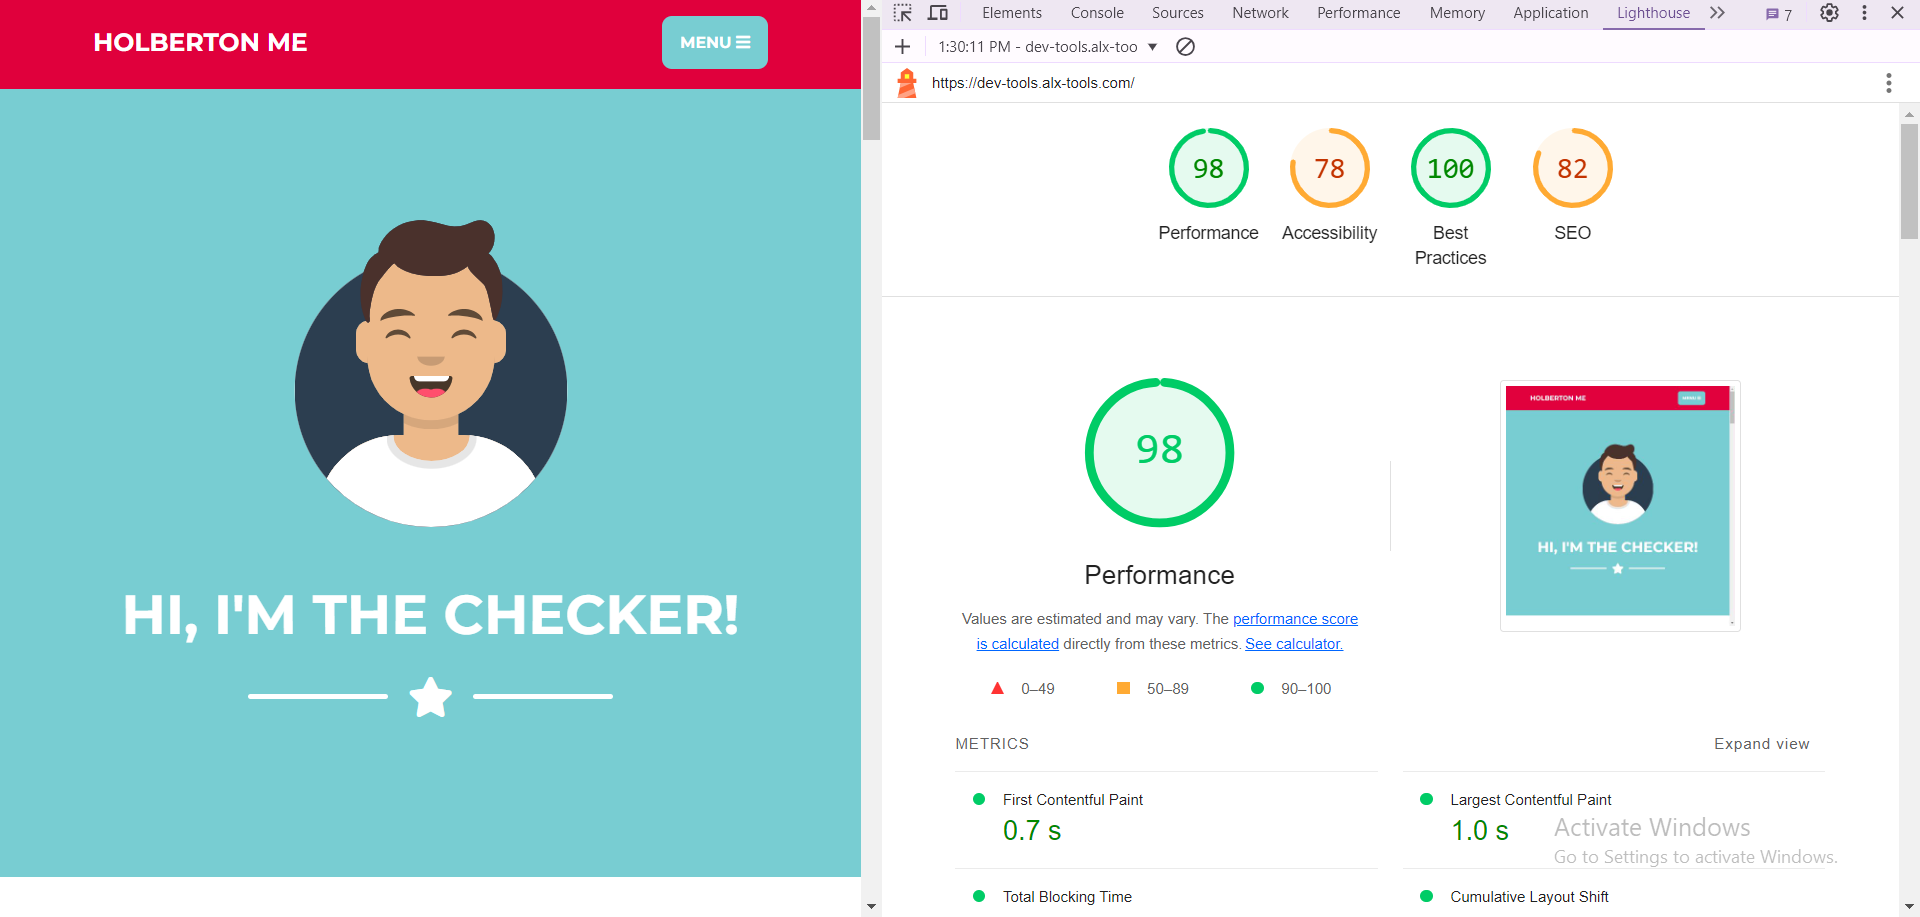 HOLBERTON ME
MENU
HI, I'M THE CHECKER!
Elements Console Sources Network Performance Memory Application Lighthouse 7
1:30:11 PM - dev-tools.alx-too
https://dev-tools.alx-tools.com/
98 78 100 82
Performance Accessibility Best SEO
Practices
98
HOLBERTON ME
MENU
HI, I'M THE CHECKER!
Performance
Values are estimated and may vary. The performance score
is calculated directly from these metrics. See calculator.
0–49 50–89 90–100
METRICS Expand view
First Contentful Paint
0.7 s
Largest Contentful Paint
1.0 s
Activate Windows
Go to Settings to activate Windows.
Total Blocking Time
Cumulative Layout Shift